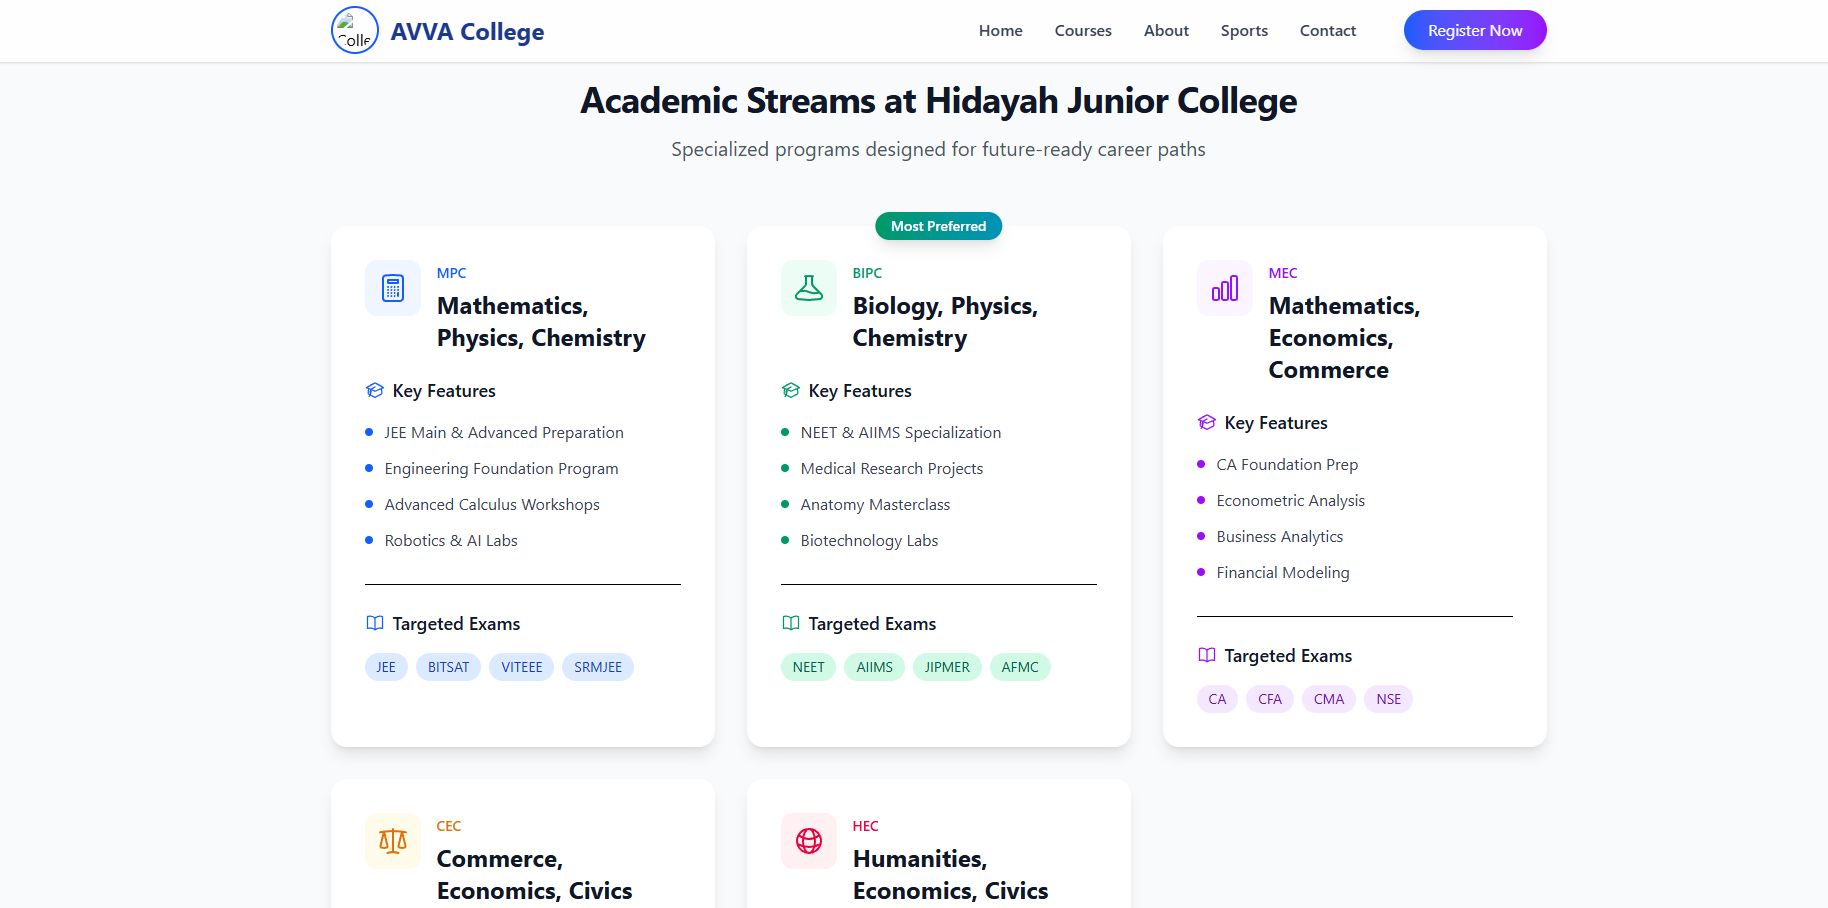 Colle
AVVA College
Home
Courses
About
Sports
Contact
Register Now
Academic Streams at Hidayah Junior College
Specialized programs designed for future-ready career paths
MPC
Mathematics,
Physics, Chemistry
Key Features
JEE Main & Advanced Preparation
Engineering Foundation Program
Advanced Calculus Workshops
Robotics & AI Labs
Targeted Exams
JEE
BITSAT
VITEEE
SRMJEE
Most Preferred
BIPC
Biology, Physics,
Chemistry
Key Features
NEET & AIIMS Specialization
Medical Research Projects
Anatomy Masterclass
Biotechnology Labs
Targeted Exams
NEET
AIIMS
JIPMER
AFMC
MEC
Mathematics,
Economics,
Commerce
Key Features
CA Foundation Prep
Econometric Analysis
Business Analytics
Financial Modeling
Targeted Exams
CA
CFA
CMA
NSE
CEC
Commerce,
Economics, Civics
HEC
Humanities,
Economics, Civics